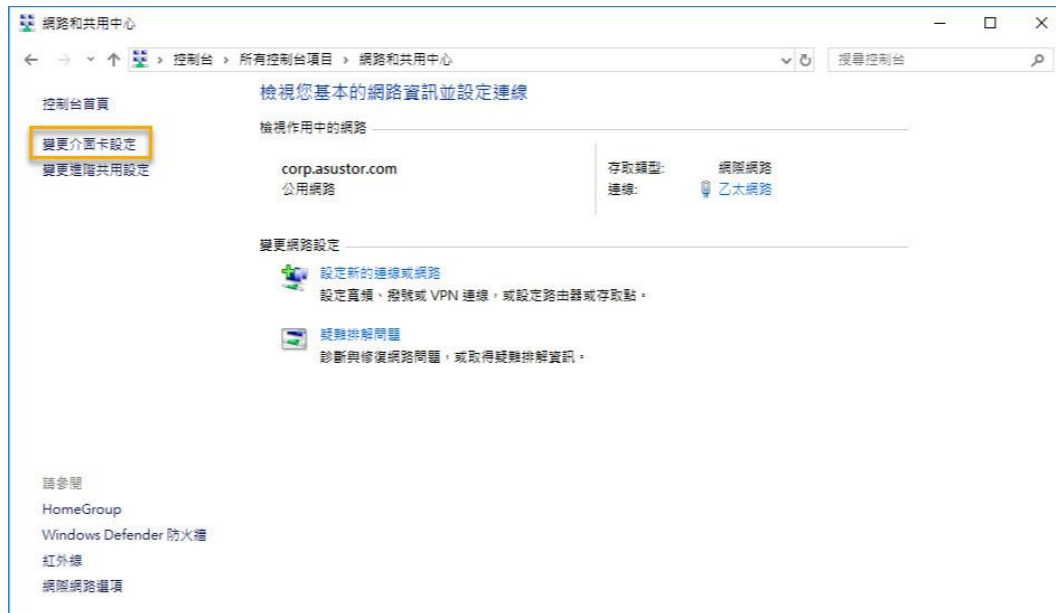 網路和共用中心
控制台 › 所有控制台項目 › 網路和共用中心
搜尋控制台
控制台首頁
變更介面卡設定
變更進階共用設定
檢視您基本的網路資訊並設定連線
檢視作用中的網路
corp.asustor.com
公用網路
存取類型: 網際網路
連線: 乙太網路
變更網路設定
設定新的連線或網路
設定寬頻、撥號或 VPN 連線，或設定路由器或存取點。
疑難排解問題
診斷與修復網路問題，或取得疑難排解資訊。
請參閱
HomeGroup
Windows Defender 防火牆
紅外線
網際網路選項